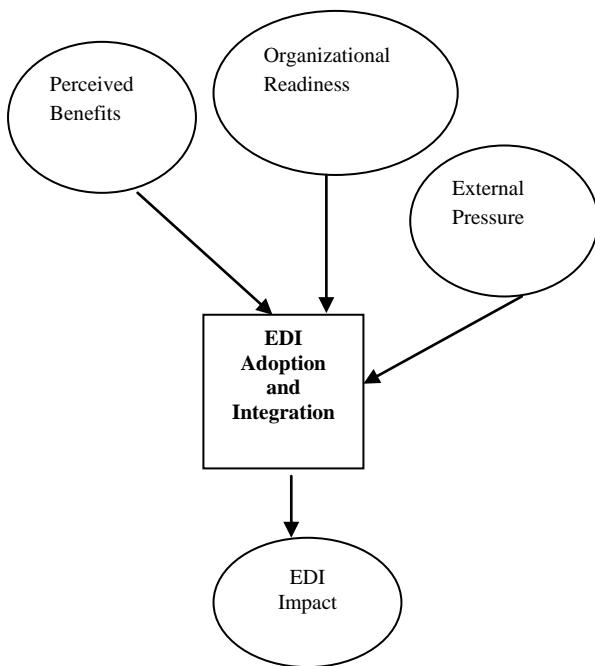 Perceived
Benefits
Organizational
Readiness
External
Pressure
EDI
Adoption
and
Integration
EDI
Impact